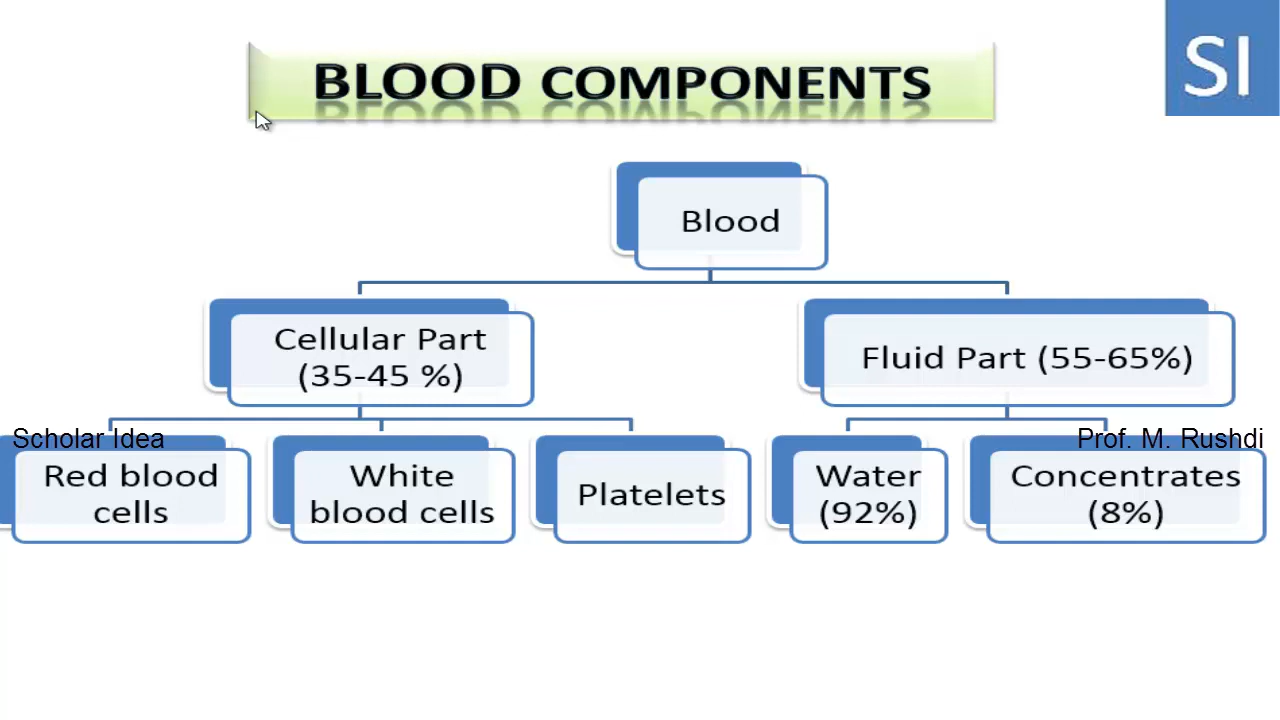 SI
BLOOD COMPONENTS
Blood
Cellular Part
(35-45 %)
Fluid Part (55-65%)
Scholar Idea
Prof. M. Rushdi
Red blood
cells
White
blood cells
Platelets
Water
(92%)
Concentrates
(8%)